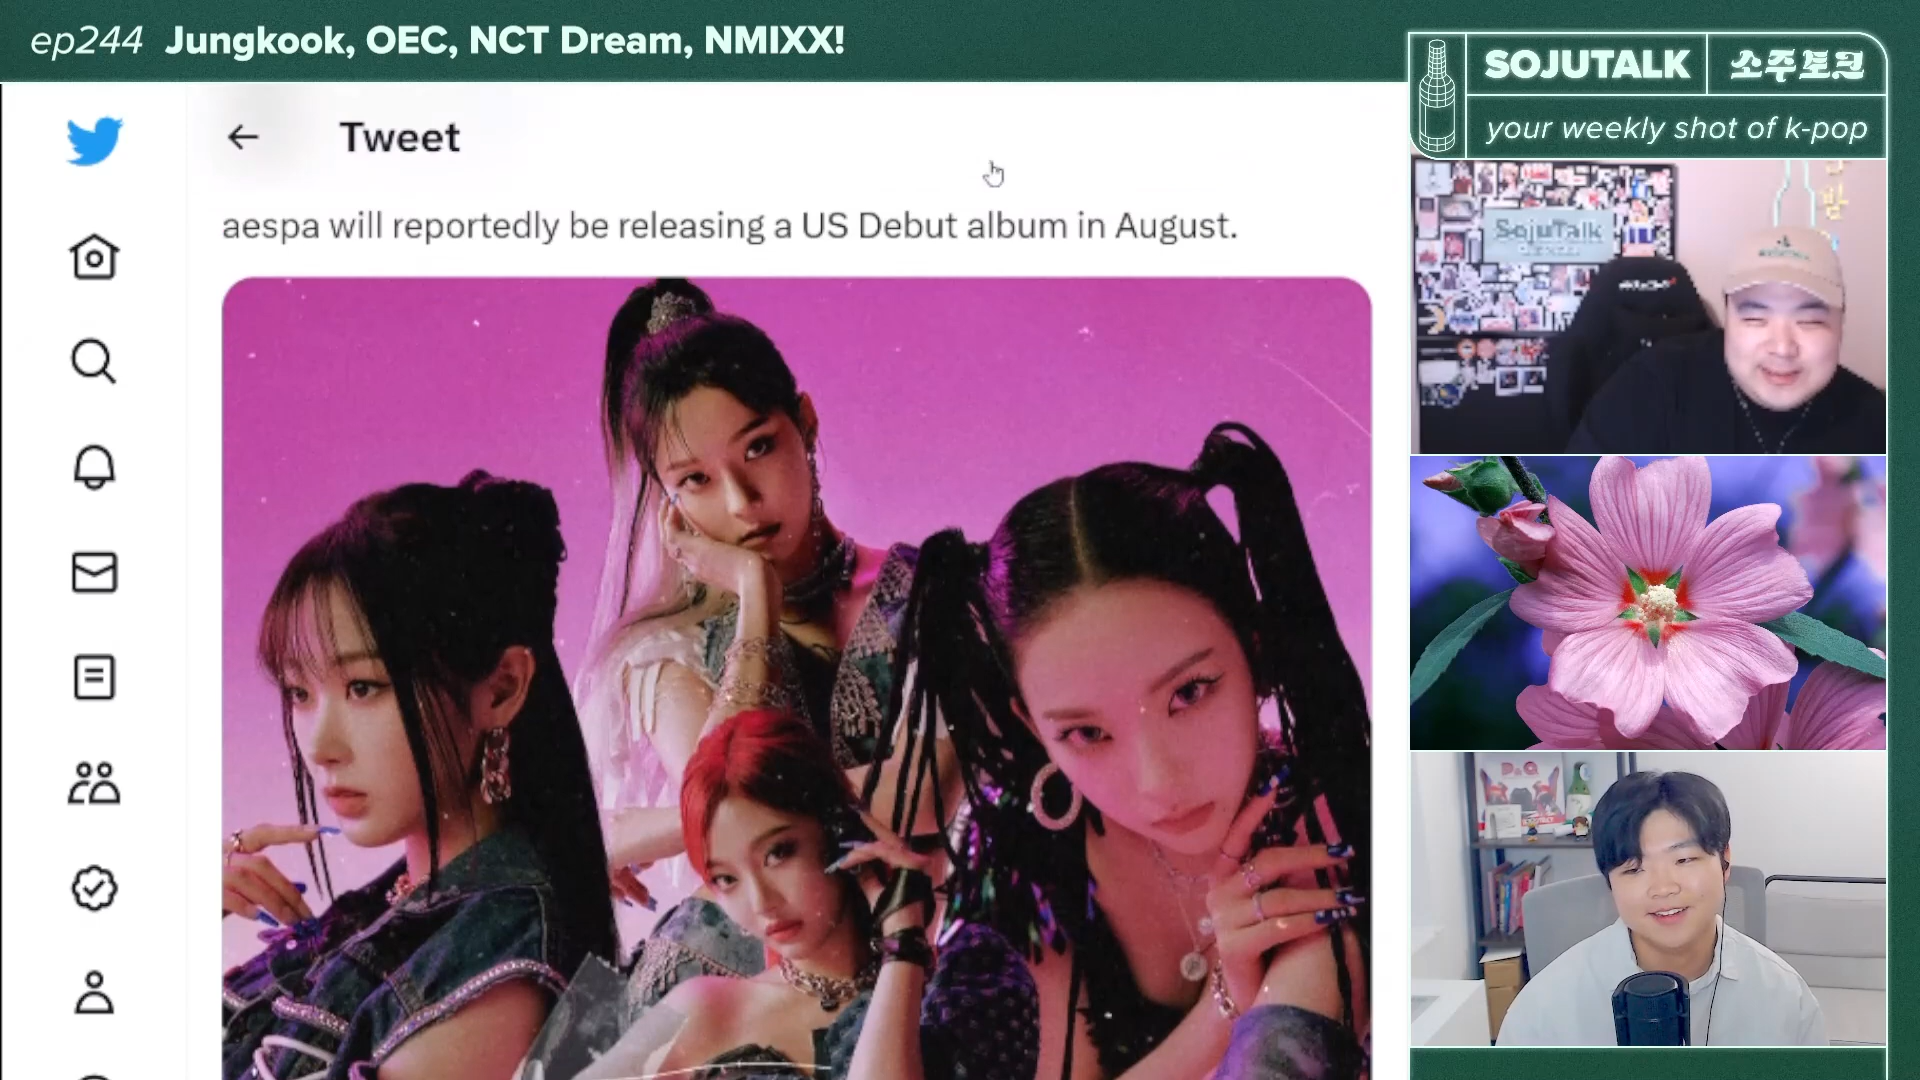 ep244 Jungkook, OEC, NCT Dream, NMIXX!
SOJUTALK 소주토크
your weekly shot of k-pop
Tweet
aespa will reportedly be releasing a US Debut album in August.
SojuTalk
D&Q